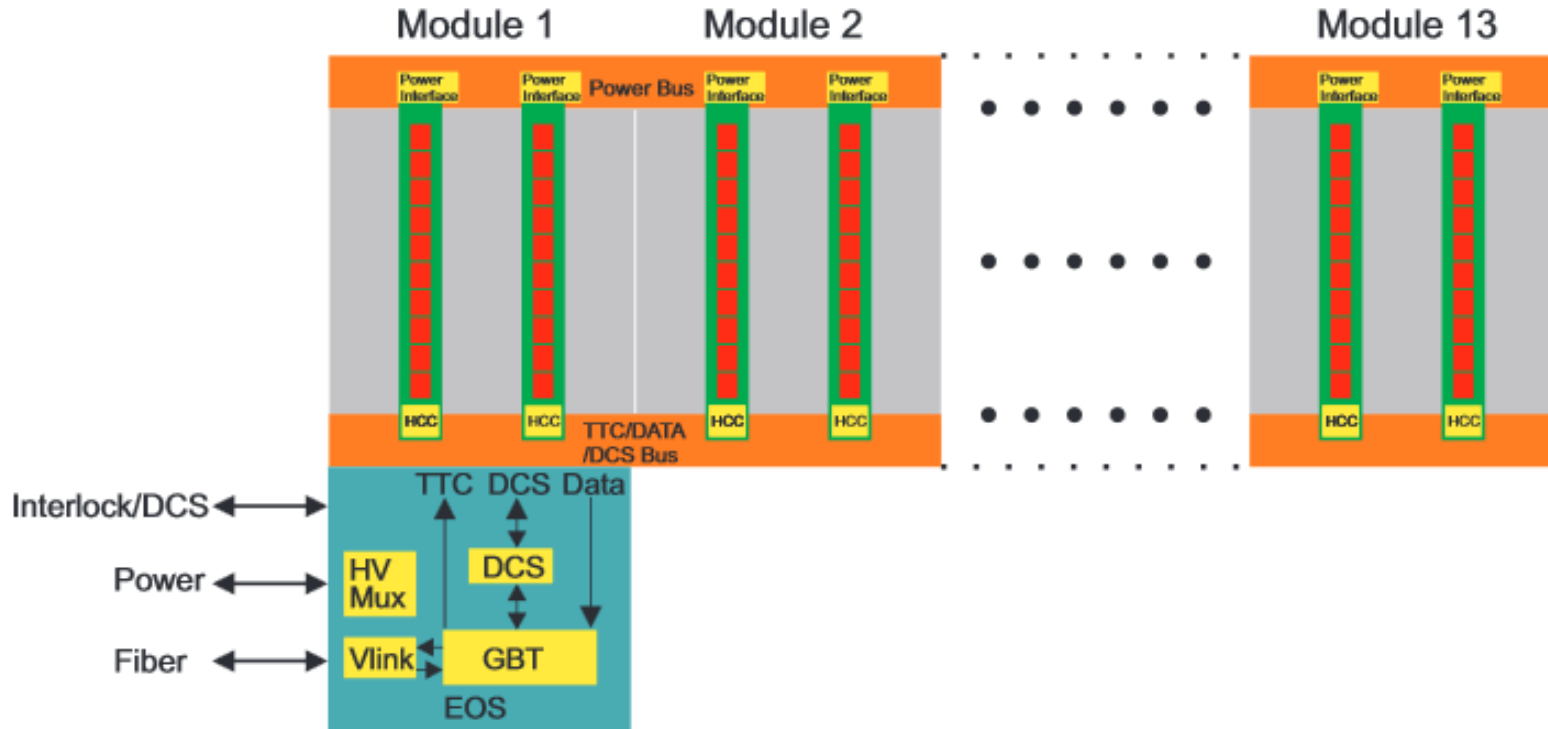 Module 1
Module 2
Module 13
Power
Interface
Power
Interface
Power Bus
Power
Interface
Power
Interface
Power
Interface
Power
Interface
HCC
HCC
TTC/DATA
/DCS Bus
HCC
HCC
HCC
HCC
TTC DCS Data
Interlock/DCS
HV
Mux
DCS
Power
Fiber
Vlink
GBT
EOS